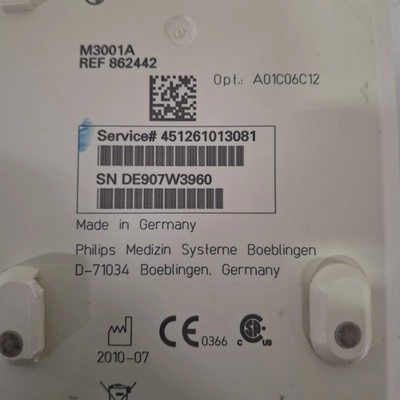 M3001A
REF 862442
Opt.: A01C06C12
Service# 451261013081
SN DE907W3960
Made in Germany
Philips Medizin Systeme Boeblingen
D-71034 Boeblingen, Germany
2010-07
CE 0366
C US